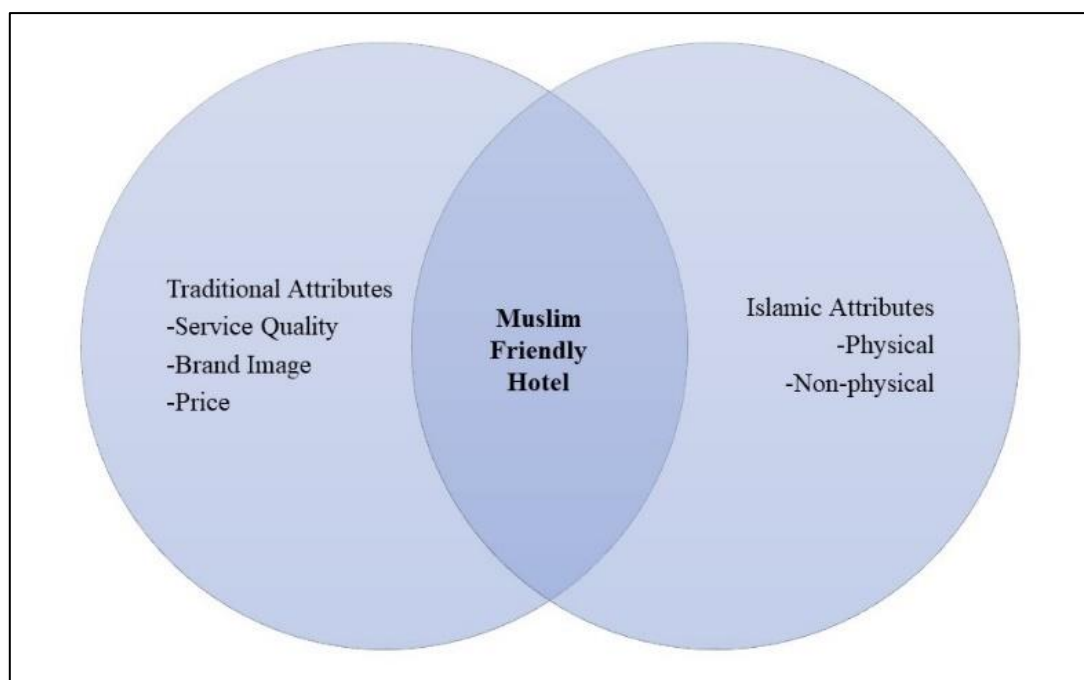 Traditional Attributes
-Service Quality
-Brand Image
-Price
Muslim
Friendly
Hotel
Islamic Attributes
-Physical
-Non-physical